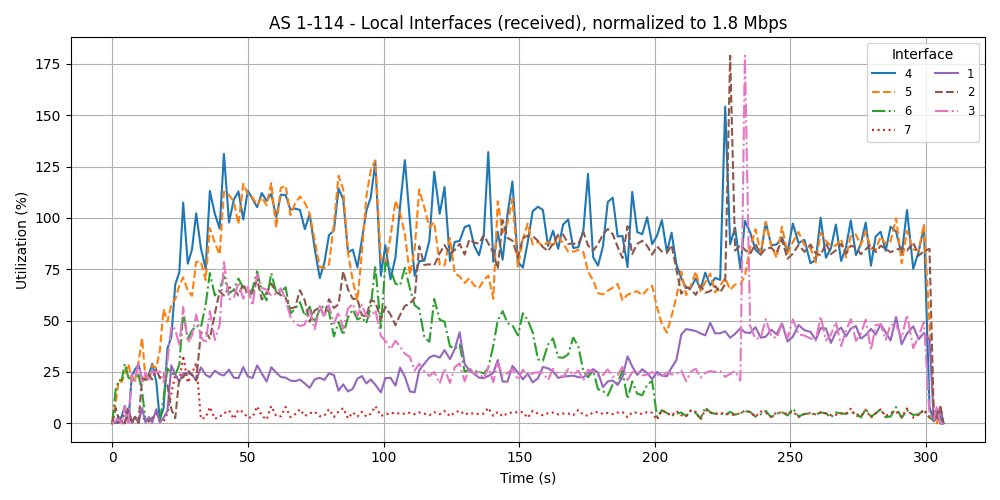 AS 1-114 - Local Interfaces (received), normalized to 1.8 Mbps
Utilization (%)
175
150
125
100
75
50
25
0
0 50 100 150 200 250 300
Time (s)
Interface
4 1
5 2
6 3
7